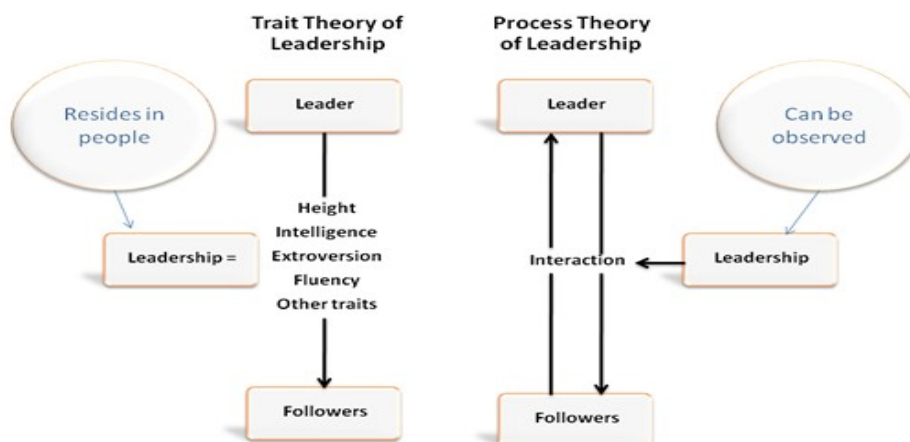 Trait Theory of
Leadership
Process Theory
of Leadership
Resides in
people
Leader
Leader
Can be
observed
Height
Intelligence
Extroversion
Fluency
Other traits
Leadership =
Interaction
Leadership
Followers
Followers